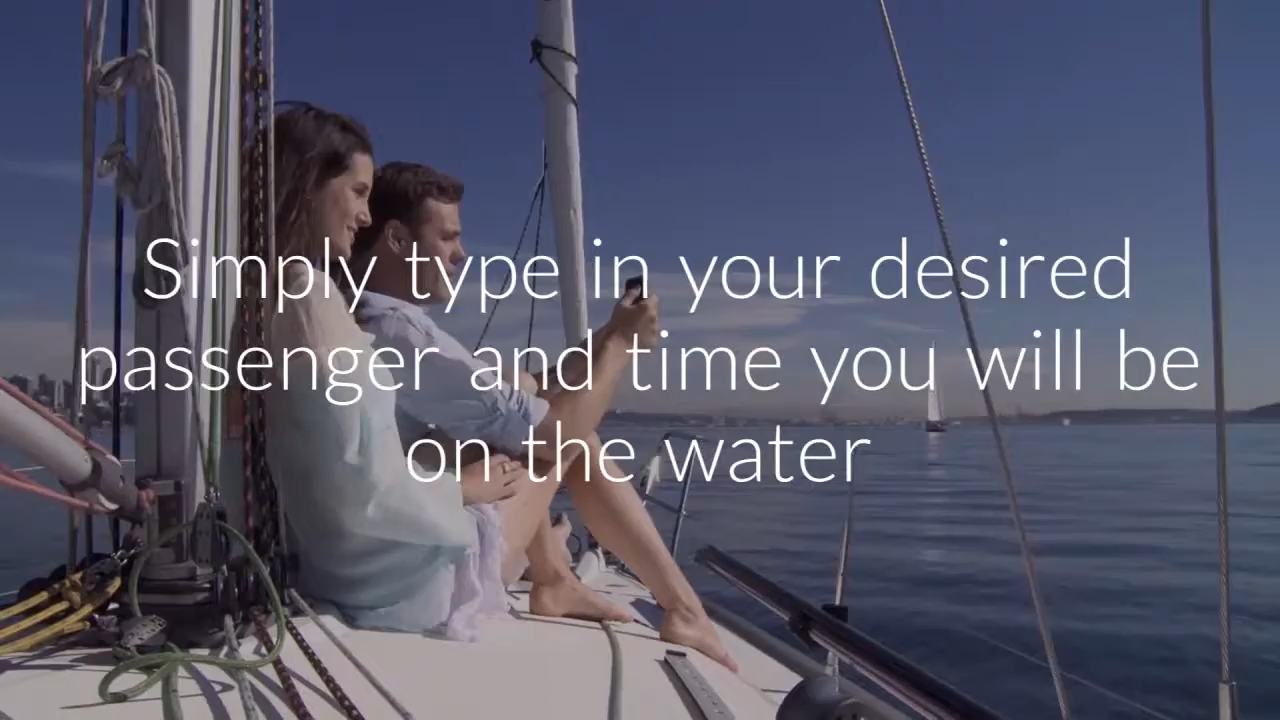 Simply type in your desired
passenger and time you will be
on the water